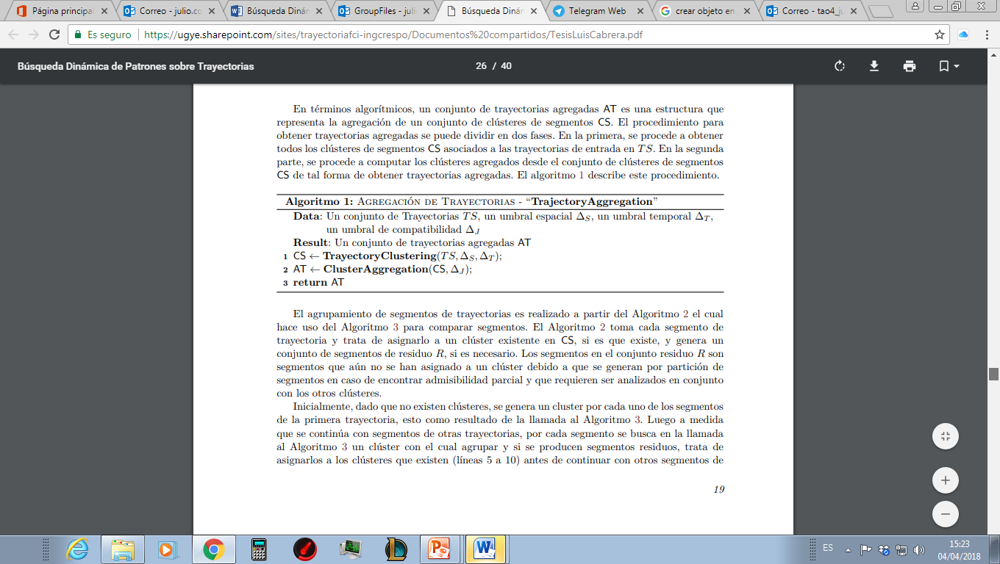 Página principal
Correo - julio.co
Búsqueda Dinár
GroupFiles - juli
Búsqueda Dinár
Telegram Web
crear objeto en
Correo - tao4_ju
Es seguro
https://ugye.sharepoint.com/sites/trayectoriafci-ingcrespo/Documentos%20compartidos/TesisLuisCabrera.pdf
Búsqueda Dinámica de Patrones sobre Trayectorias
26 / 40
En términos algorítmicos, un conjunto de trayectorias agregadas AT es una estructura que
representa la agregación de un conjunto de clústeres de segmentos CS. El procedimiento para
obtener trayectorias agregadas se puede dividir en dos fases. En la primera, se procede a obtener
todos los clústeres de segmentos CS asociados a las trayectorias de entrada en TS. En la segunda
parte, se procede a computar los clústeres agregados desde el conjunto de clústeres de segmentos
CS de tal forma de obtener trayectorias agregadas. El algoritmo 1 describe este procedimiento.
Algoritmo 1: AGREGACIÓN DE TRAYECTORIAS - “TrajectoryAggregation”
Data: Un conjunto de Trayectorias TS, un umbral espacial Δ_S, un umbral temporal Δ_T,
un umbral de compatibilidad Δ_J
Result: Un conjunto de trayectorias agregadas AT
1 CS ← TrayectoryClustering(TS, Δ_S, Δ_T);
2 AT ← ClusterAggregation(CS, Δ_J);
3 return AT
El agrupamiento de segmentos de trayectorias es realizado a partir del Algoritmo 2 el cual
hace uso del Algoritmo 3 para comparar segmentos. El Algoritmo 2 toma cada segmento de
trayectoria y trata de asignarlo a un clúster existente en CS, si es que existe, y genera un
conjunto de segmentos de residuo R, si es necesario. Los segmentos en el conjunto residuo R son
segmentos que aún no se han asignado a un clúster debido a que se generan por partición de
segmentos en caso de encontrar admisibilidad parcial y que requieren ser analizados en conjunto
con los otros clústeres.
Inicialmente, dado que no existen clústeres, se genera un cluster por cada uno de los segmentos
de la primera trayectoria, esto como resultado de la llamada al Algoritmo 3. Luego a medida
que se continúa con segmentos de otras trayectorias, por cada segmento se busca en la llamada
al Algoritmo 3 un clúster con el cual agrupar y si se producen segmentos residuos, trata de
asignarlos a los clústeres que existen (líneas 5 a 10) antes de continuar con otros segmentos de
19
ES
15:23
04/04/2018